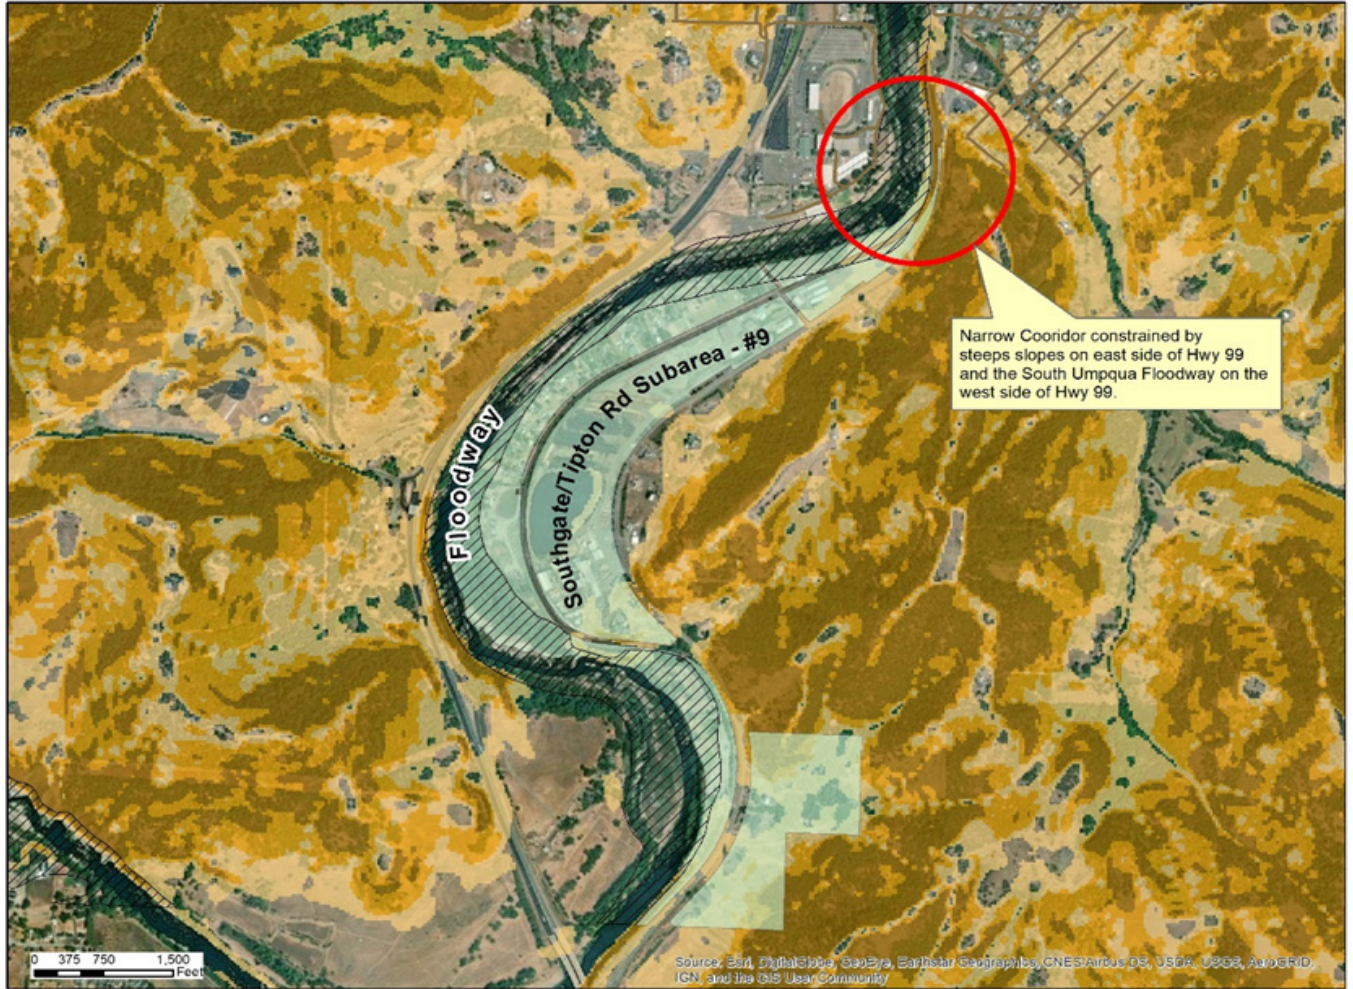 Narrow Cooridor constrained by
steeps slopes on east side of Hwy 99
and the South Umpqua Floodway on the
west side of Hwy 99.
Southgate/Tipton Rd Subarea - #9
Floodway
0 375 750 1,500
Feet
Source: Esri, DigitalGlobe, GeoEye, Earthstar Geographics, CNES/Airbus DS, USDA, USGS, AeroGRID,
IGN, and the GIS User Community